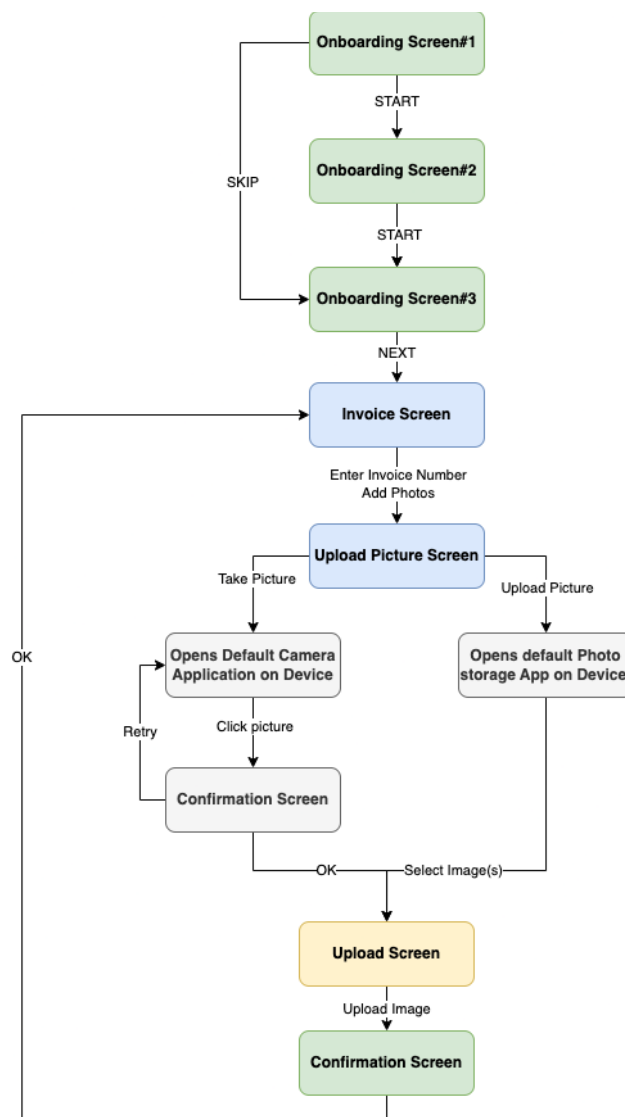 Onboarding Screen#1
START
Onboarding Screen#2
SKIP
START
Onboarding Screen#3
NEXT
Invoice Screen
Enter Invoice Number
Add Photos
Upload Picture Screen
Take Picture
Upload Picture
Opens Default Camera
Application on Device
Opens default Photo
storage App on Device
OK
Retry
Click picture
Confirmation Screen
OK
Select Image(s)
Upload Screen
Upload Image
Confirmation Screen